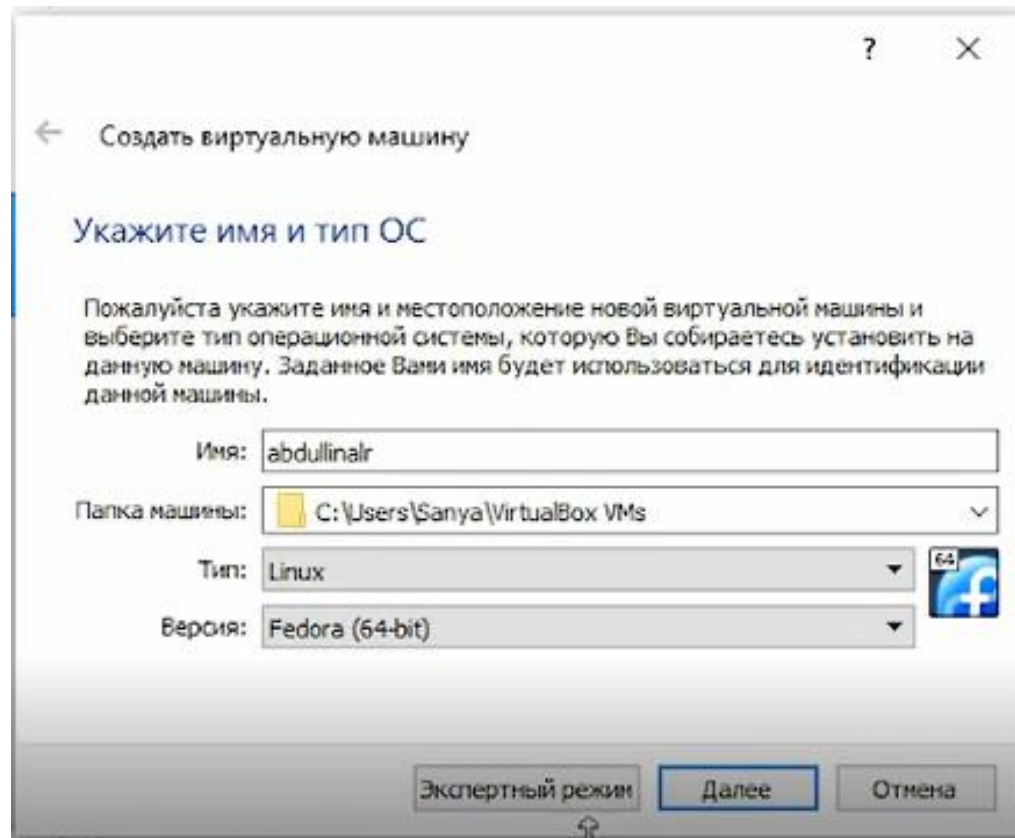 ?
Создать виртуальную машину
Укажите имя и тип ОС
Пожалуйста укажите имя и местоположение новой виртуальной машины и
выберите тип операционной системы, которую Вы собираетесь установить на
данную машину. Заданное Вами имя будет использоваться для идентификации
данной машины.
Имя: abdullinalr
Папка машины: C:\Users\Sanya\VirtualBox VMs
Тип: Linux
64
Версия: Fedora (64-bit)
Экспертный режим Далее Отмена